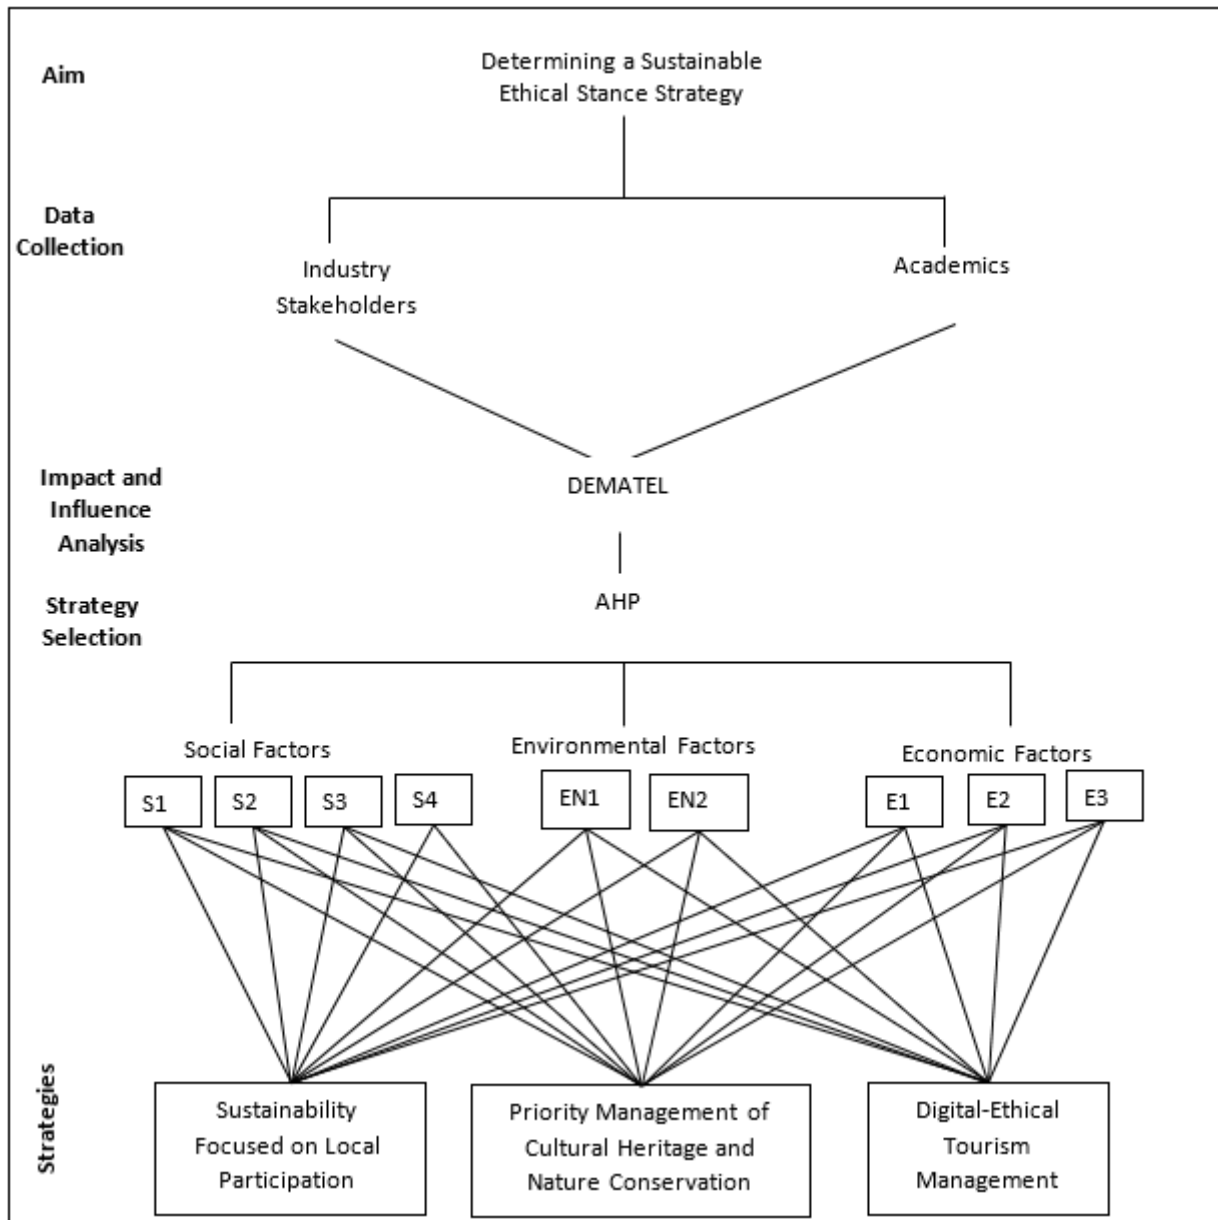 Aim
Determining a Sustainable
Ethical Stance Strategy
Data
Collection
Industry
Stakeholders
Academics
Impact and
Influence
Analysis
DEMATEL
Strategy
Selection
AHP
Social Factors
Environmental Factors
Economic Factors
S1
S2
S3
S4
EN1
EN2
E1
E2
E3
Strategies
Sustainability
Focused on Local
Participation
Priority Management of
Cultural Heritage and
Nature Conservation
Digital-Ethical
Tourism
Management